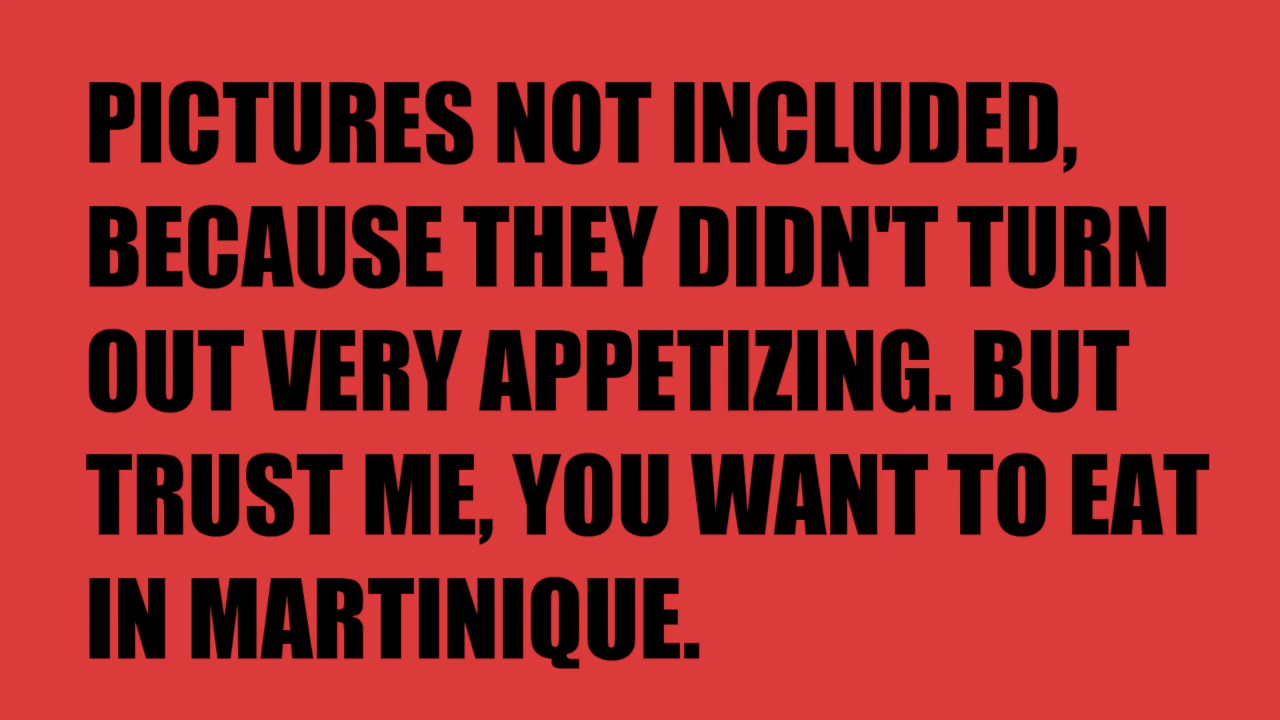 PICTURES NOT INCLUDED,
BECAUSE THEY DIDN'T TURN
OUT VERY APPETIZING. BUT
TRUST ME, YOU WANT TO EAT
IN MARTINIQUE.